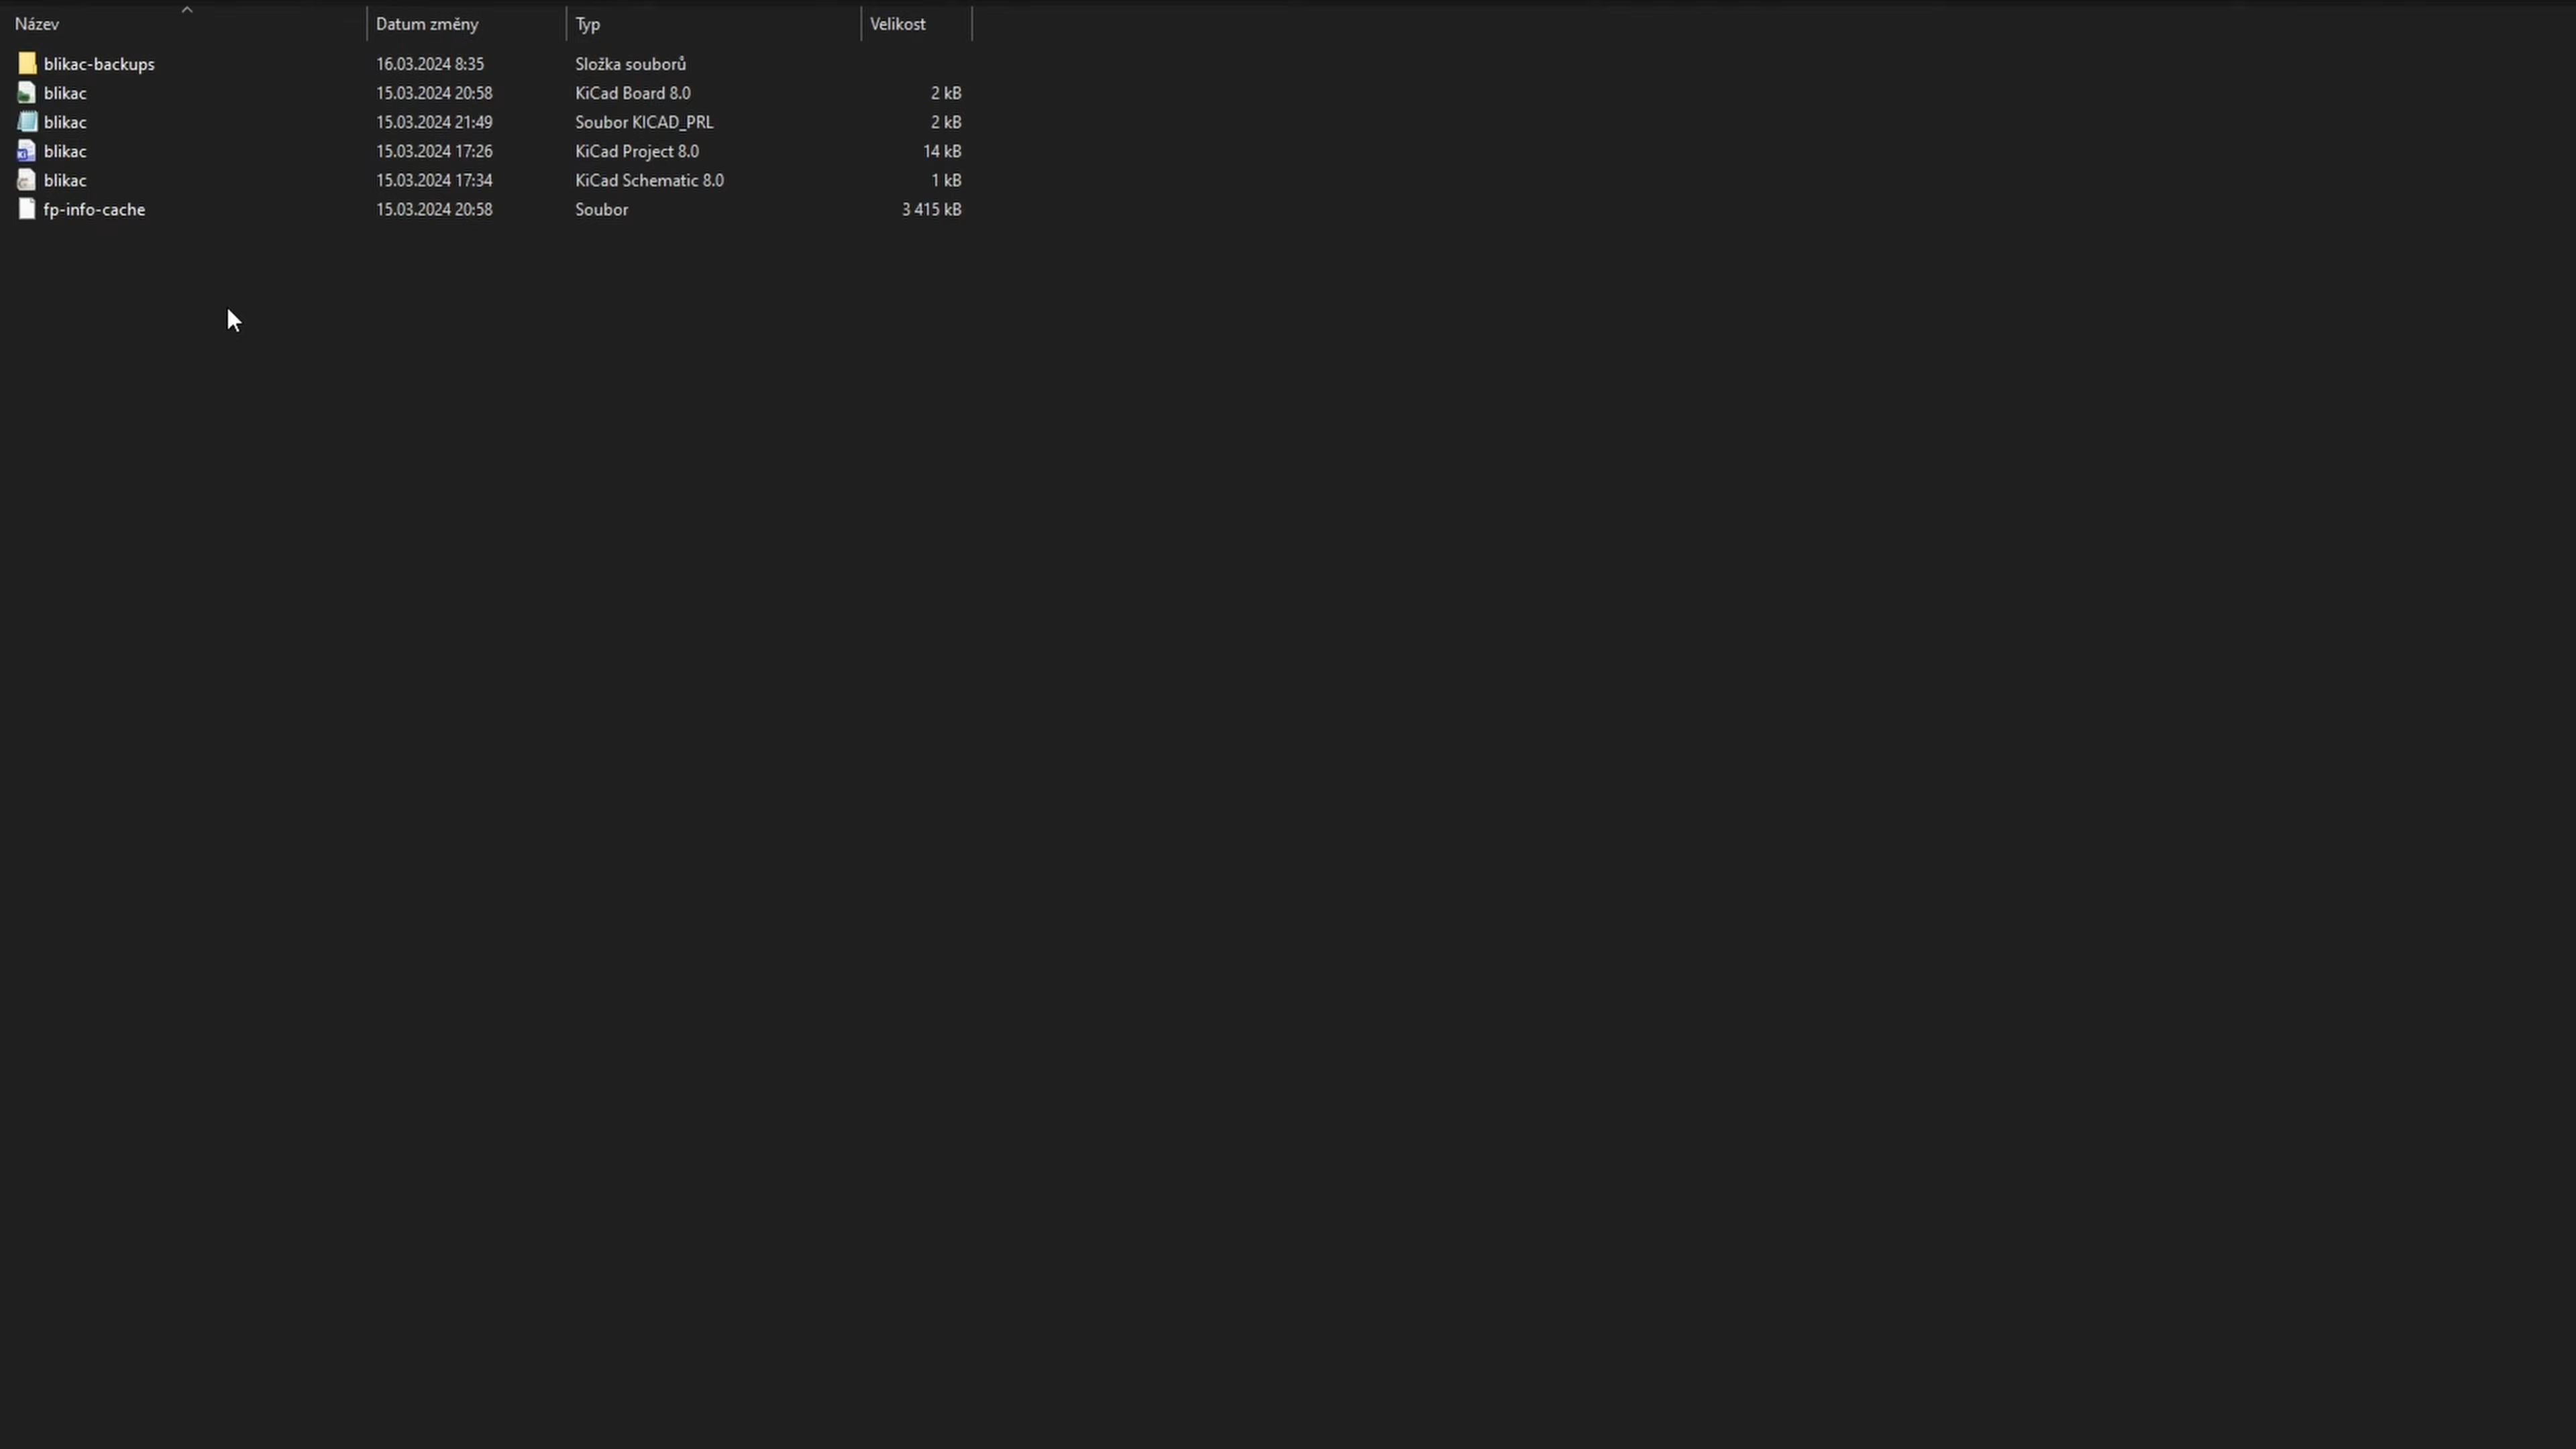 Název Datum změny Typ Velikost
blikac-backups 16.03.2024 8:35 Složka souborů
blikac 15.03.2024 20:58 KiCad Board 8.0 2 kB
blikac 15.03.2024 21:49 Soubor KICAD_PRL 2 kB
blikac 15.03.2024 17:26 KiCad Project 8.0 14 kB
blikac 15.03.2024 17:34 KiCad Schematic 8.0 1 kB
fp-info-cache 15.03.2024 20:58 Soubor 3 415 kB